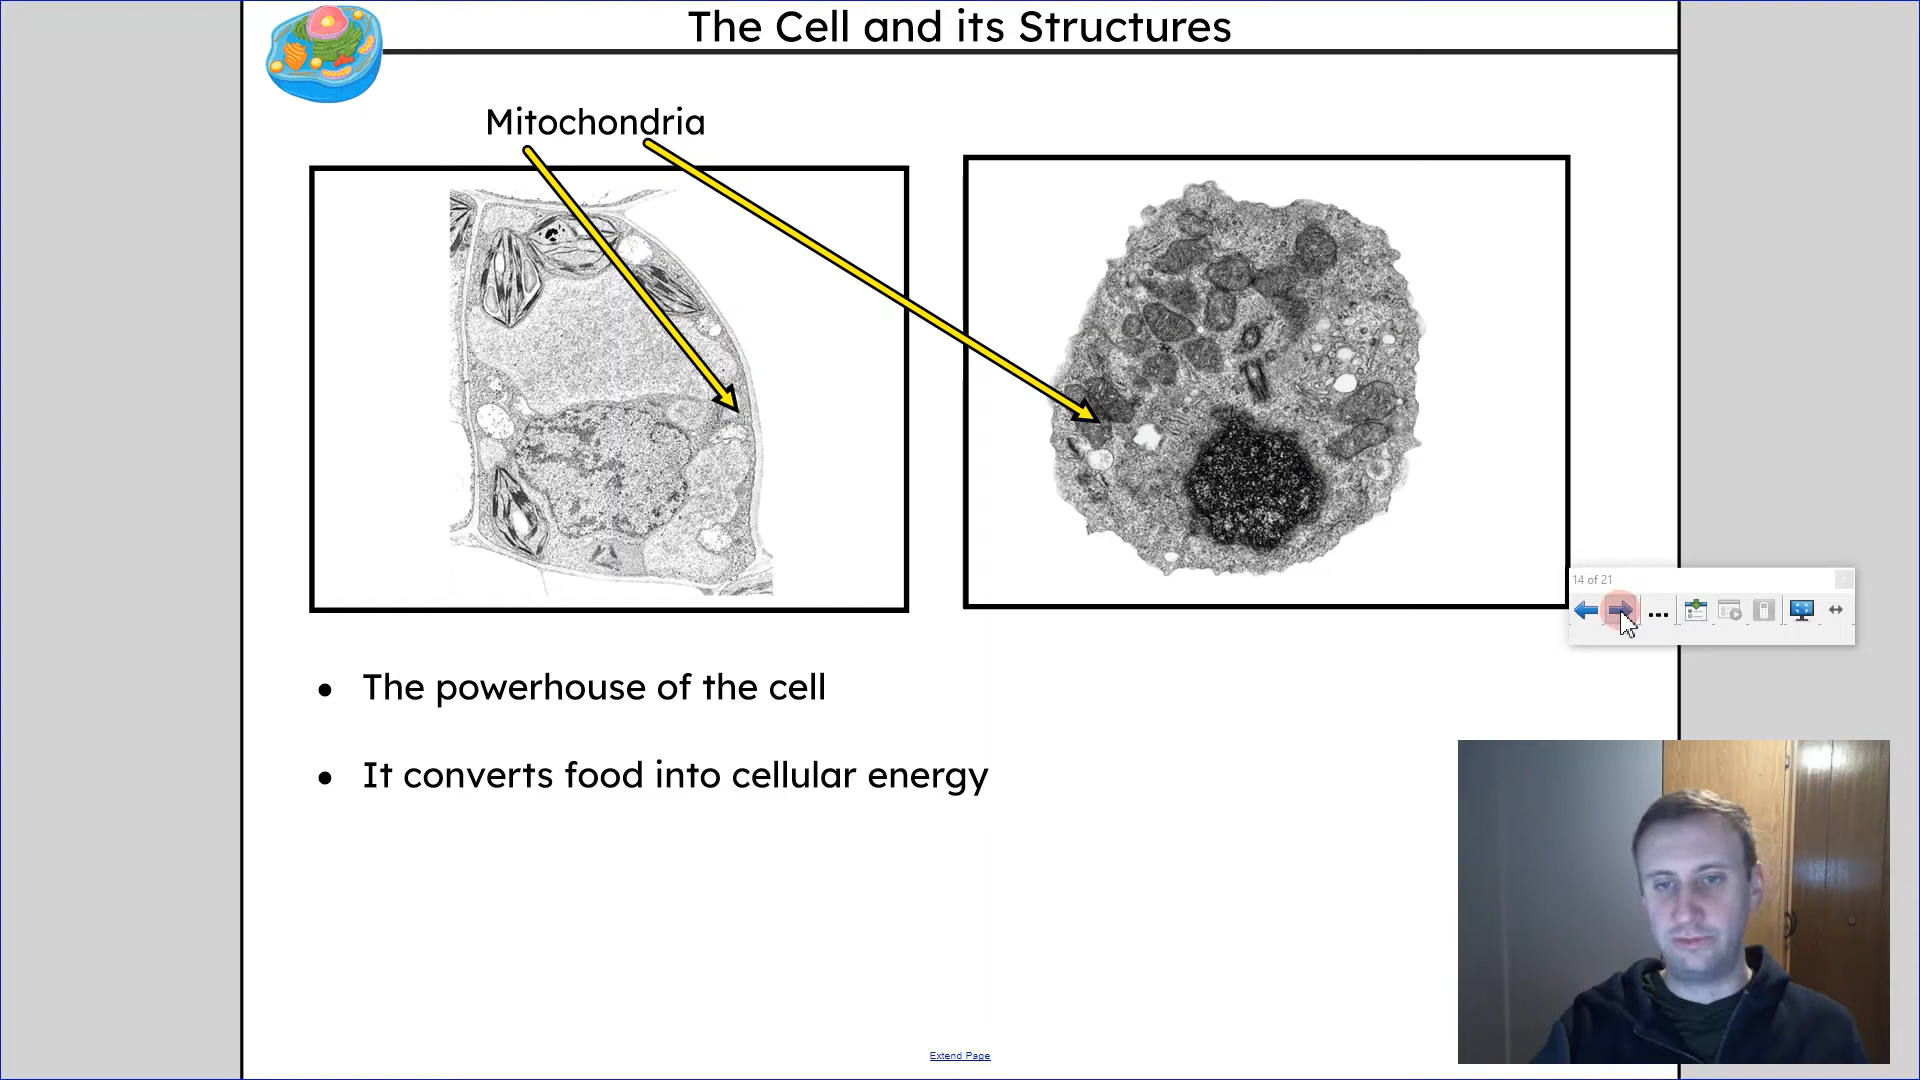 The Cell and its Structures
Mitochondria
14 of 21
• The powerhouse of the cell
• It converts food into cellular energy
Extend Page